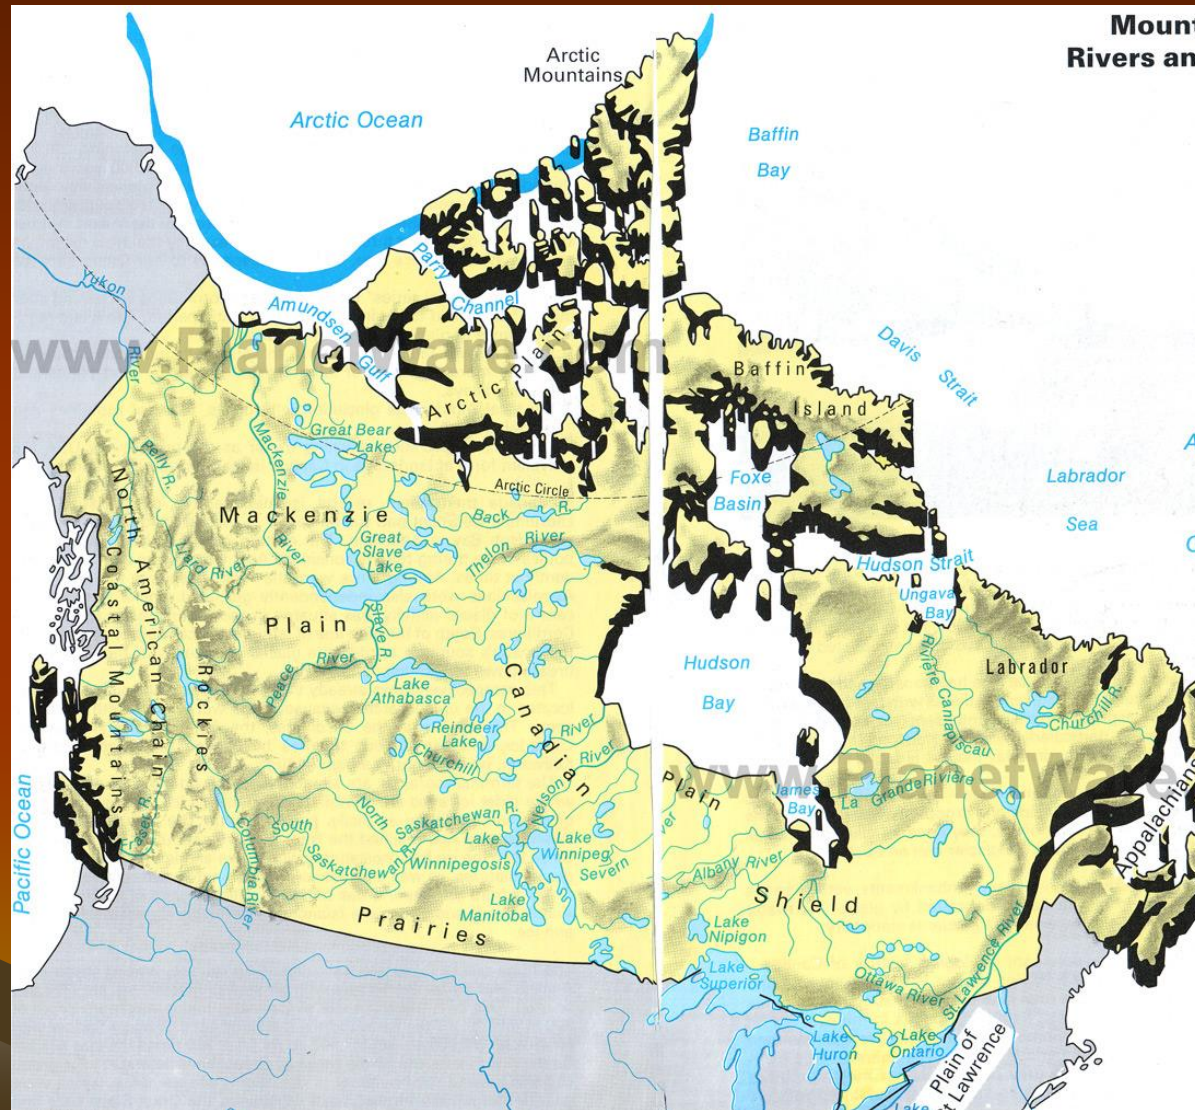 Mount
Rivers an
Arctic
Mountains
Arctic Ocean
Baffin
Bay
Yukon
River
Parry
Channel
Amundsen
Gulf
www.PlanetWare.com
Arctic Plain
Baffin
Island
Davis
Strait
Great Bear
Lake
Mackenzie
River
Pelly R.
Arctic Circle
Foxe
Basin
Labrador
Sea
A
C
Mackenzie
Plain
Back R.
Thelon River
Great
Slave
Lake
Liard River
Slave R.
Hudson Strait
Ungava
Bay
North American Chain
Coastal Mountains
Rockies
Peace River
Lake
Athabasca
Canadian
Shield
Hudson
Bay
Rivière Caniapiscau
Labrador
Churchill R.
Reindeer
Lake
Churchill
River
Nelson
River
Plain
www.PlanetWare
James
Bay
La Grande Rivière
Appalachians
Pacific Ocean
Fraser R.
Columbia River
North
Saskatchewan R.
South
Saskatchewan R.
Lake
Winnipegosis
Lake
Winnipeg
Severn
ver
Albany River
Lake
Manitoba
Prairies
Lake
Nipigon
Lake
Superior
Ottawa River
St. Lawrence River
Lake
Huron
Lake
Ontario
Plain of
t Lawrence
Lake